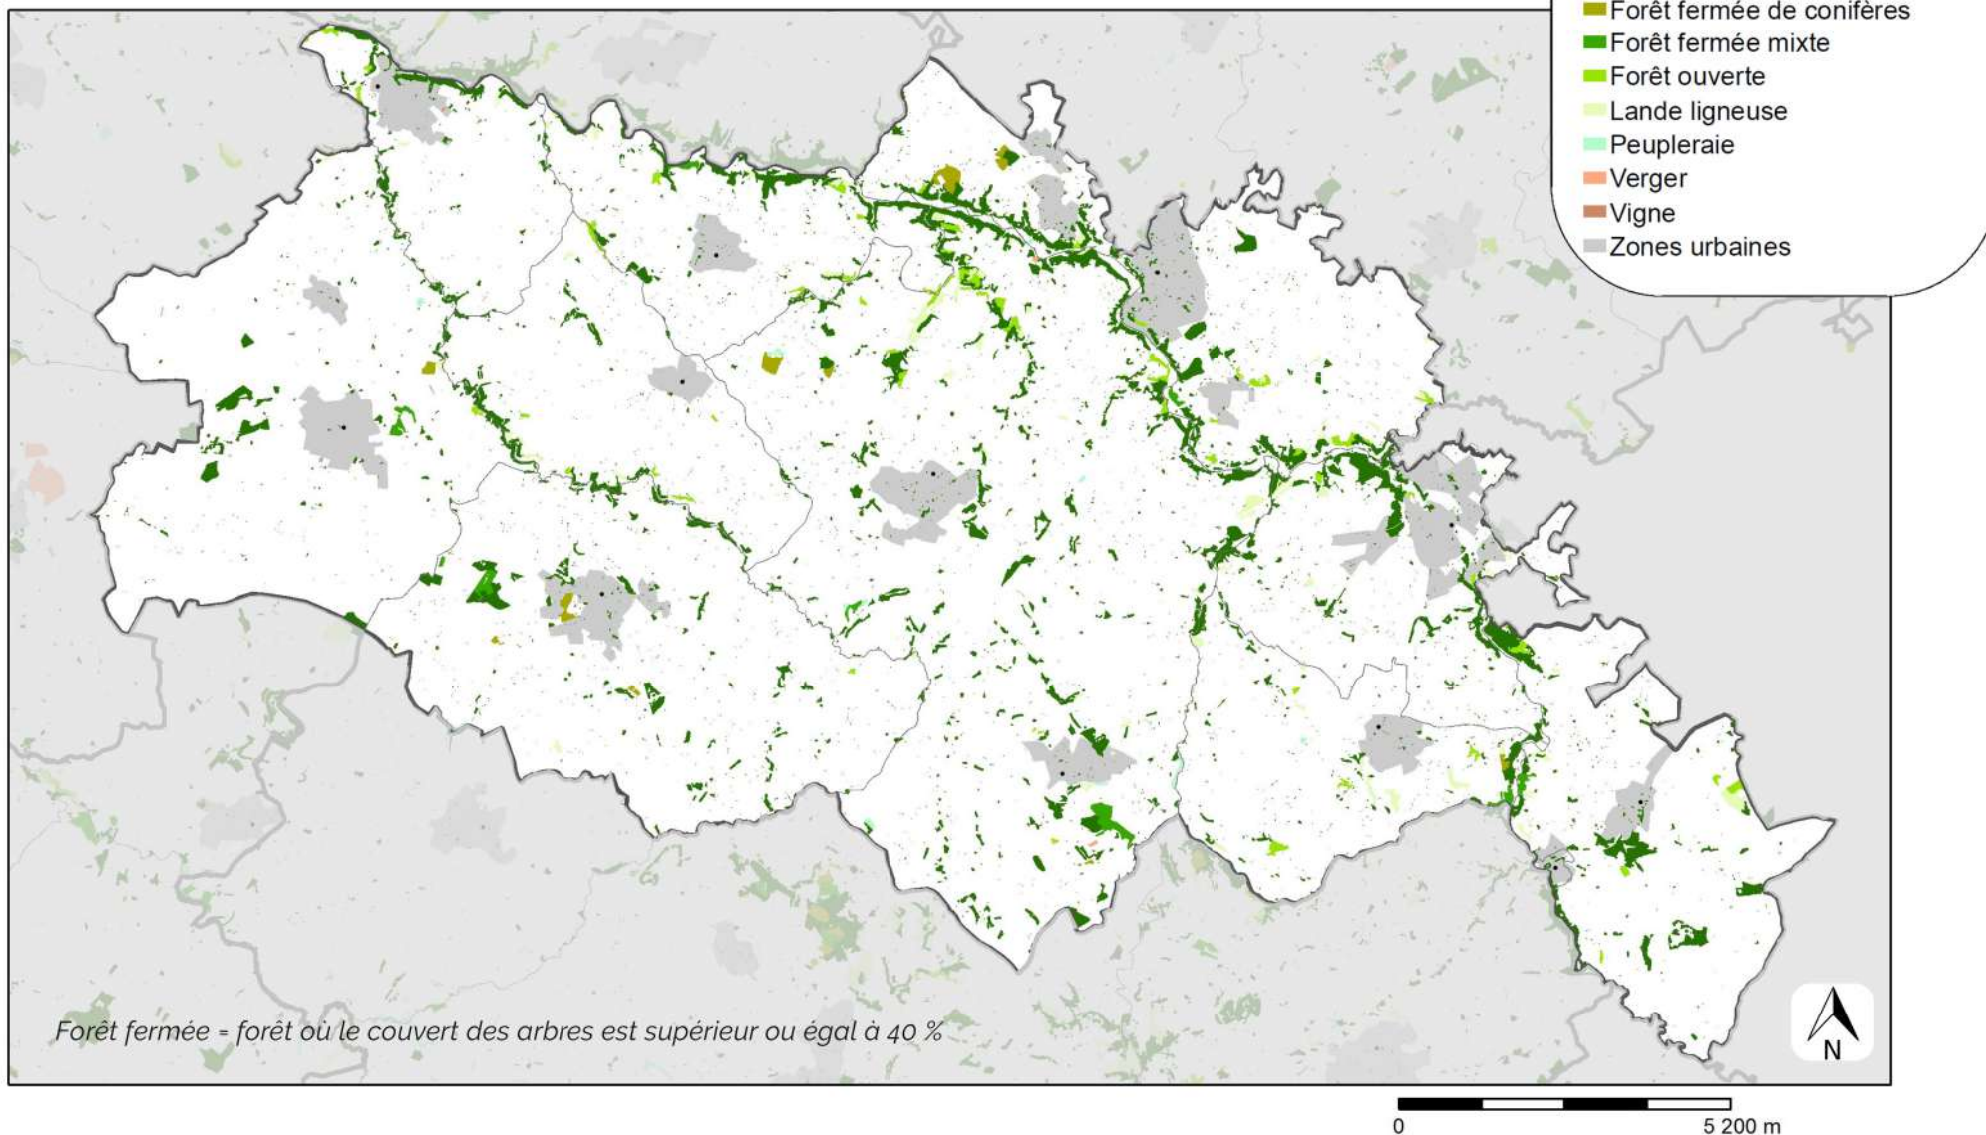 Forêt fermée de conifères
Forêt fermée mixte
Forêt ouverte
Lande ligneuse
Peupleraie
Verger
Vigne
Zones urbaines
Forêt fermée = forêt où le couvert des arbres est supérieur ou égal à 40 %
N
0 5 200 m